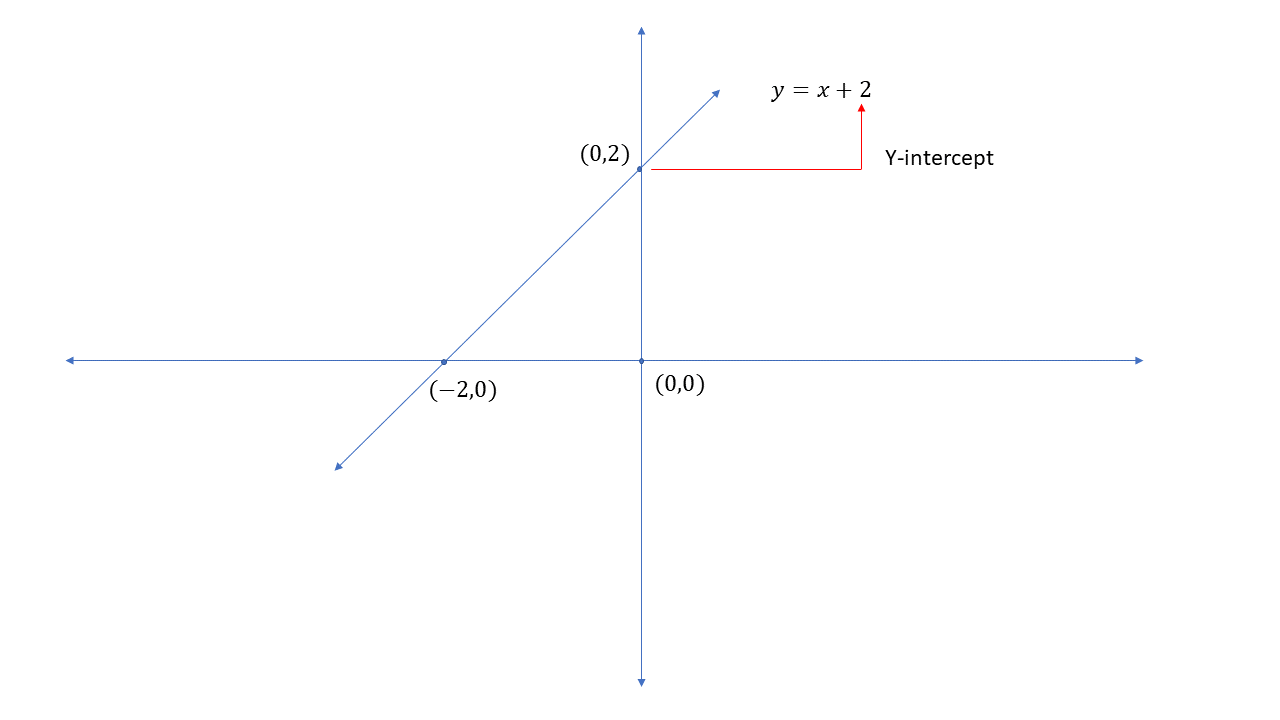 y = x + 2
(0,2)
Y-intercept
(−2,0)
(0,0)